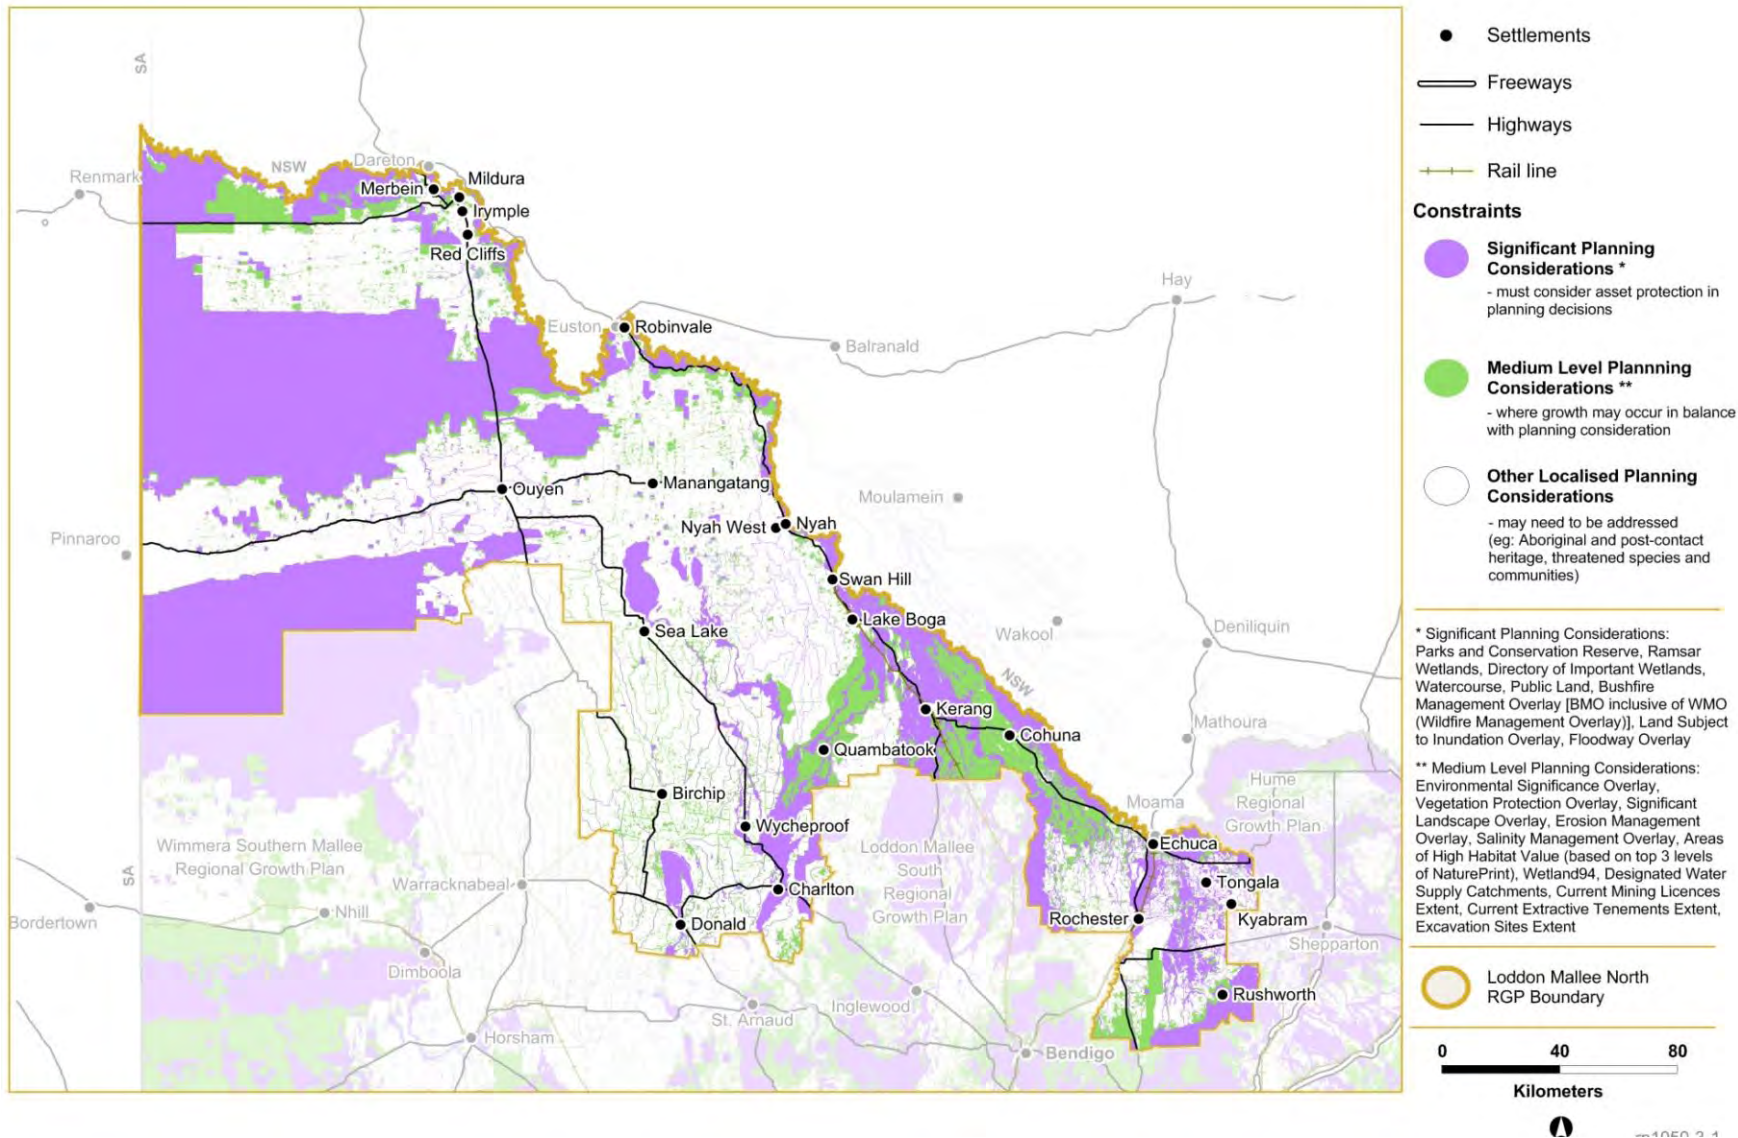 SA
NSW
Renmark
Dareton
Merbein
Mildura
Irymple
Red Cliffs
Euston
Robinvale
Balranald
Hay
Ouyen
Manangatang
Moulamein
Nyah West
Nyah
Pinnaroo
Swan Hill
Lake Boga
Sea Lake
Wakool
Deniliquin
NSW
Kerang
Cohuna
Mathoura
Quambatook
Birchip
Wycheproof
Moama
Hume
Regional
Growth Plan
Echuca
Wimmera Southern Mallee
Regional Growth Plan
Loddon Mallee
South
Regional
Growth Plan
SA
Warracknabeal
Charlton
Tongala
Kyabram
Rochester
Bordertown
Nhill
Donald
Shepparton
Dimboola
Inglewood
Rushworth
St. Arnaud
Horsham
Bendigo
Settlements
Freeways
Highways
Rail line
Constraints
Significant Planning
Considerations *
- must consider asset protection in
planning decisions
Medium Level Plannning
Considerations **
- where growth may occur in balance
with planning consideration
Other Localised Planning
Considerations
- may need to be addressed
(eg: Aboriginal and post-contact
heritage, threatened species and
communities)
* Significant Planning Considerations:
Parks and Conservation Reserve, Ramsar
Wetlands, Directory of Important Wetlands,
Watercourse, Public Land, Bushfire
Management Overlay [BMO inclusive of WMO
(Wildfire Management Overlay)], Land Subject
to Inundation Overlay, Floodway Overlay
** Medium Level Planning Considerations:
Environmental Significance Overlay,
Vegetation Protection Overlay, Significant
Landscape Overlay, Erosion Management
Overlay, Salinity Management Overlay, Areas
of High Habitat Value (based on top 3 levels
of NaturePrint), Wetland94, Designated Water
Supply Catchments, Current Mining Licences
Extent, Current Extractive Tenements Extent,
Excavation Sites Extent
Loddon Mallee North
RGP Boundary
0 40 80
Kilometers